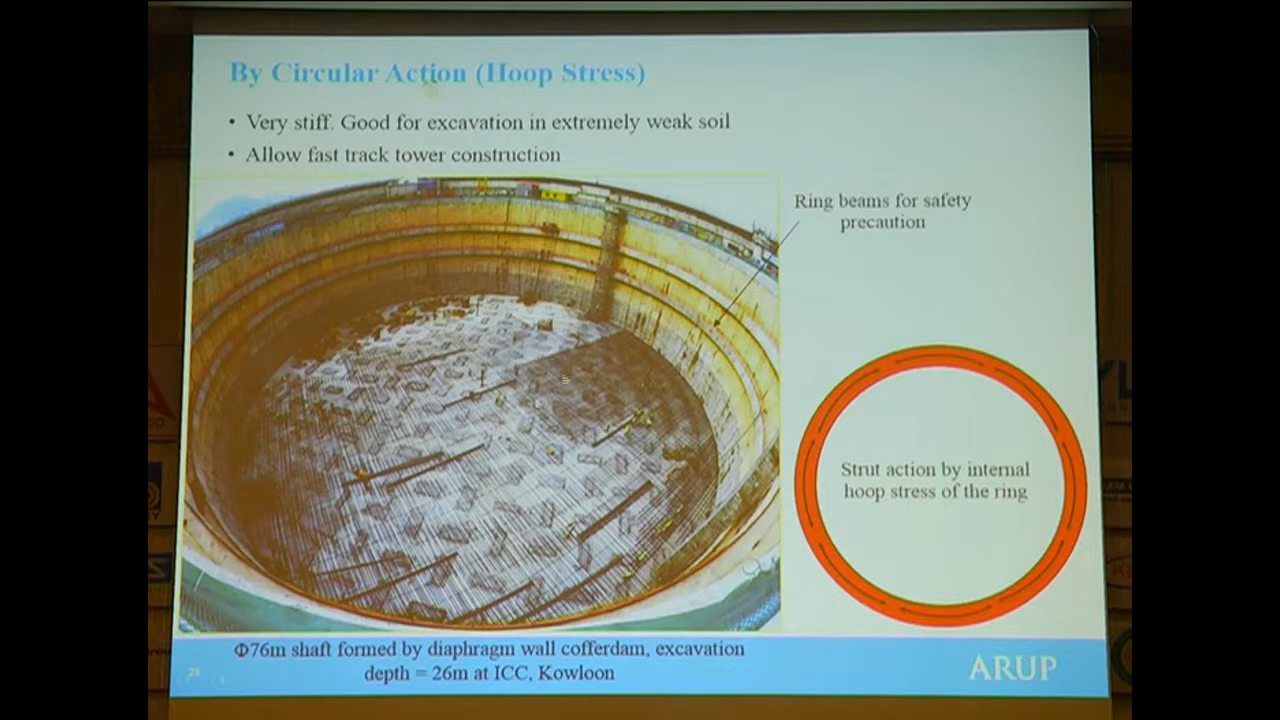 By Circular Action (Hoop Stress)
• Very stiff. Good for excavation in extremely weak soil
• Allow fast track tower construction
Ring beams for safety
precaution
Strut action by internal
hoop stress of the ring
Φ76m shaft formed by diaphragm wall cofferdam, excavation
depth = 26m at ICC, Kowloon
ARUP